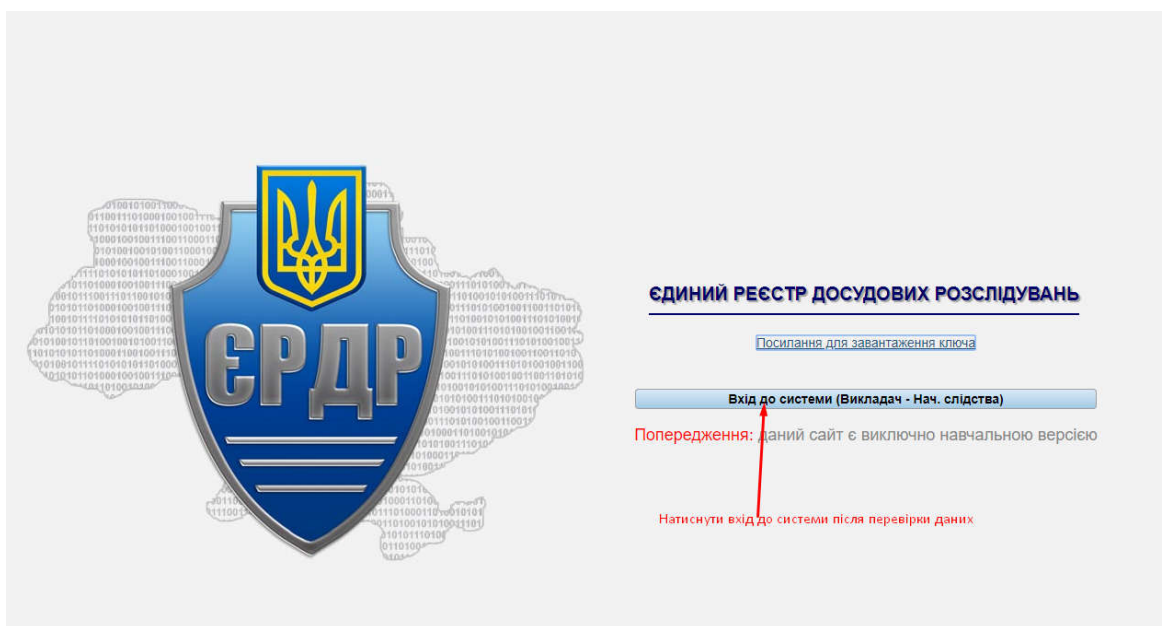 ЄРДР
ЄДИНИЙ РЕЄСТР ДОСУДОВИХ РОЗСЛІДУВАНЬ
Посилання для завантаження ключа
Вхід до системи (Викладач - Нач. слідства)
Попередження: даний сайт є виключно навчальною версією
Натиснути вхід до системи після перевірки даних